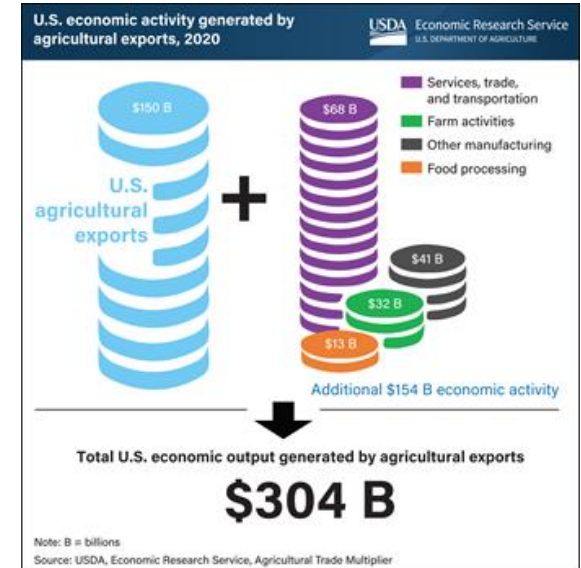 U.S. economic activity generated by
agricultural exports, 2020
USDA Economic Research Service
U.S. DEPARTMENT OF AGRICULTURE
$150 B
U.S.
agricultural
exports
+
$68 B
Services, trade,
and transportation
Farm activities
Other manufacturing
Food processing
$41 B
$32 B
$13 B
Additional $154 B economic activity
Total U.S. economic output generated by agricultural exports
$304 B
Note: B = billions
Source: USDA, Economic Research Service, Agricultural Trade Multiplier